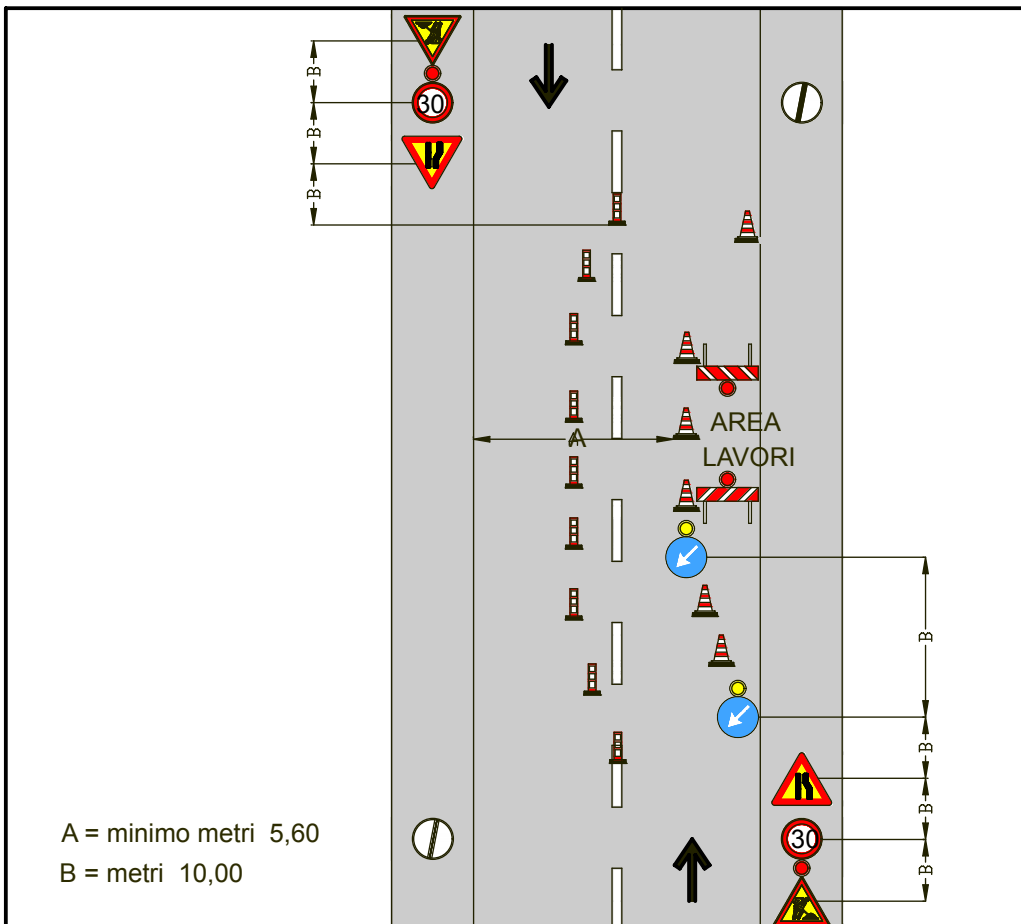 B
30
B
B
A
AREA
LAVORI
B
B
B
30
B
A = minimo metri 5,60
B = metri 10,00